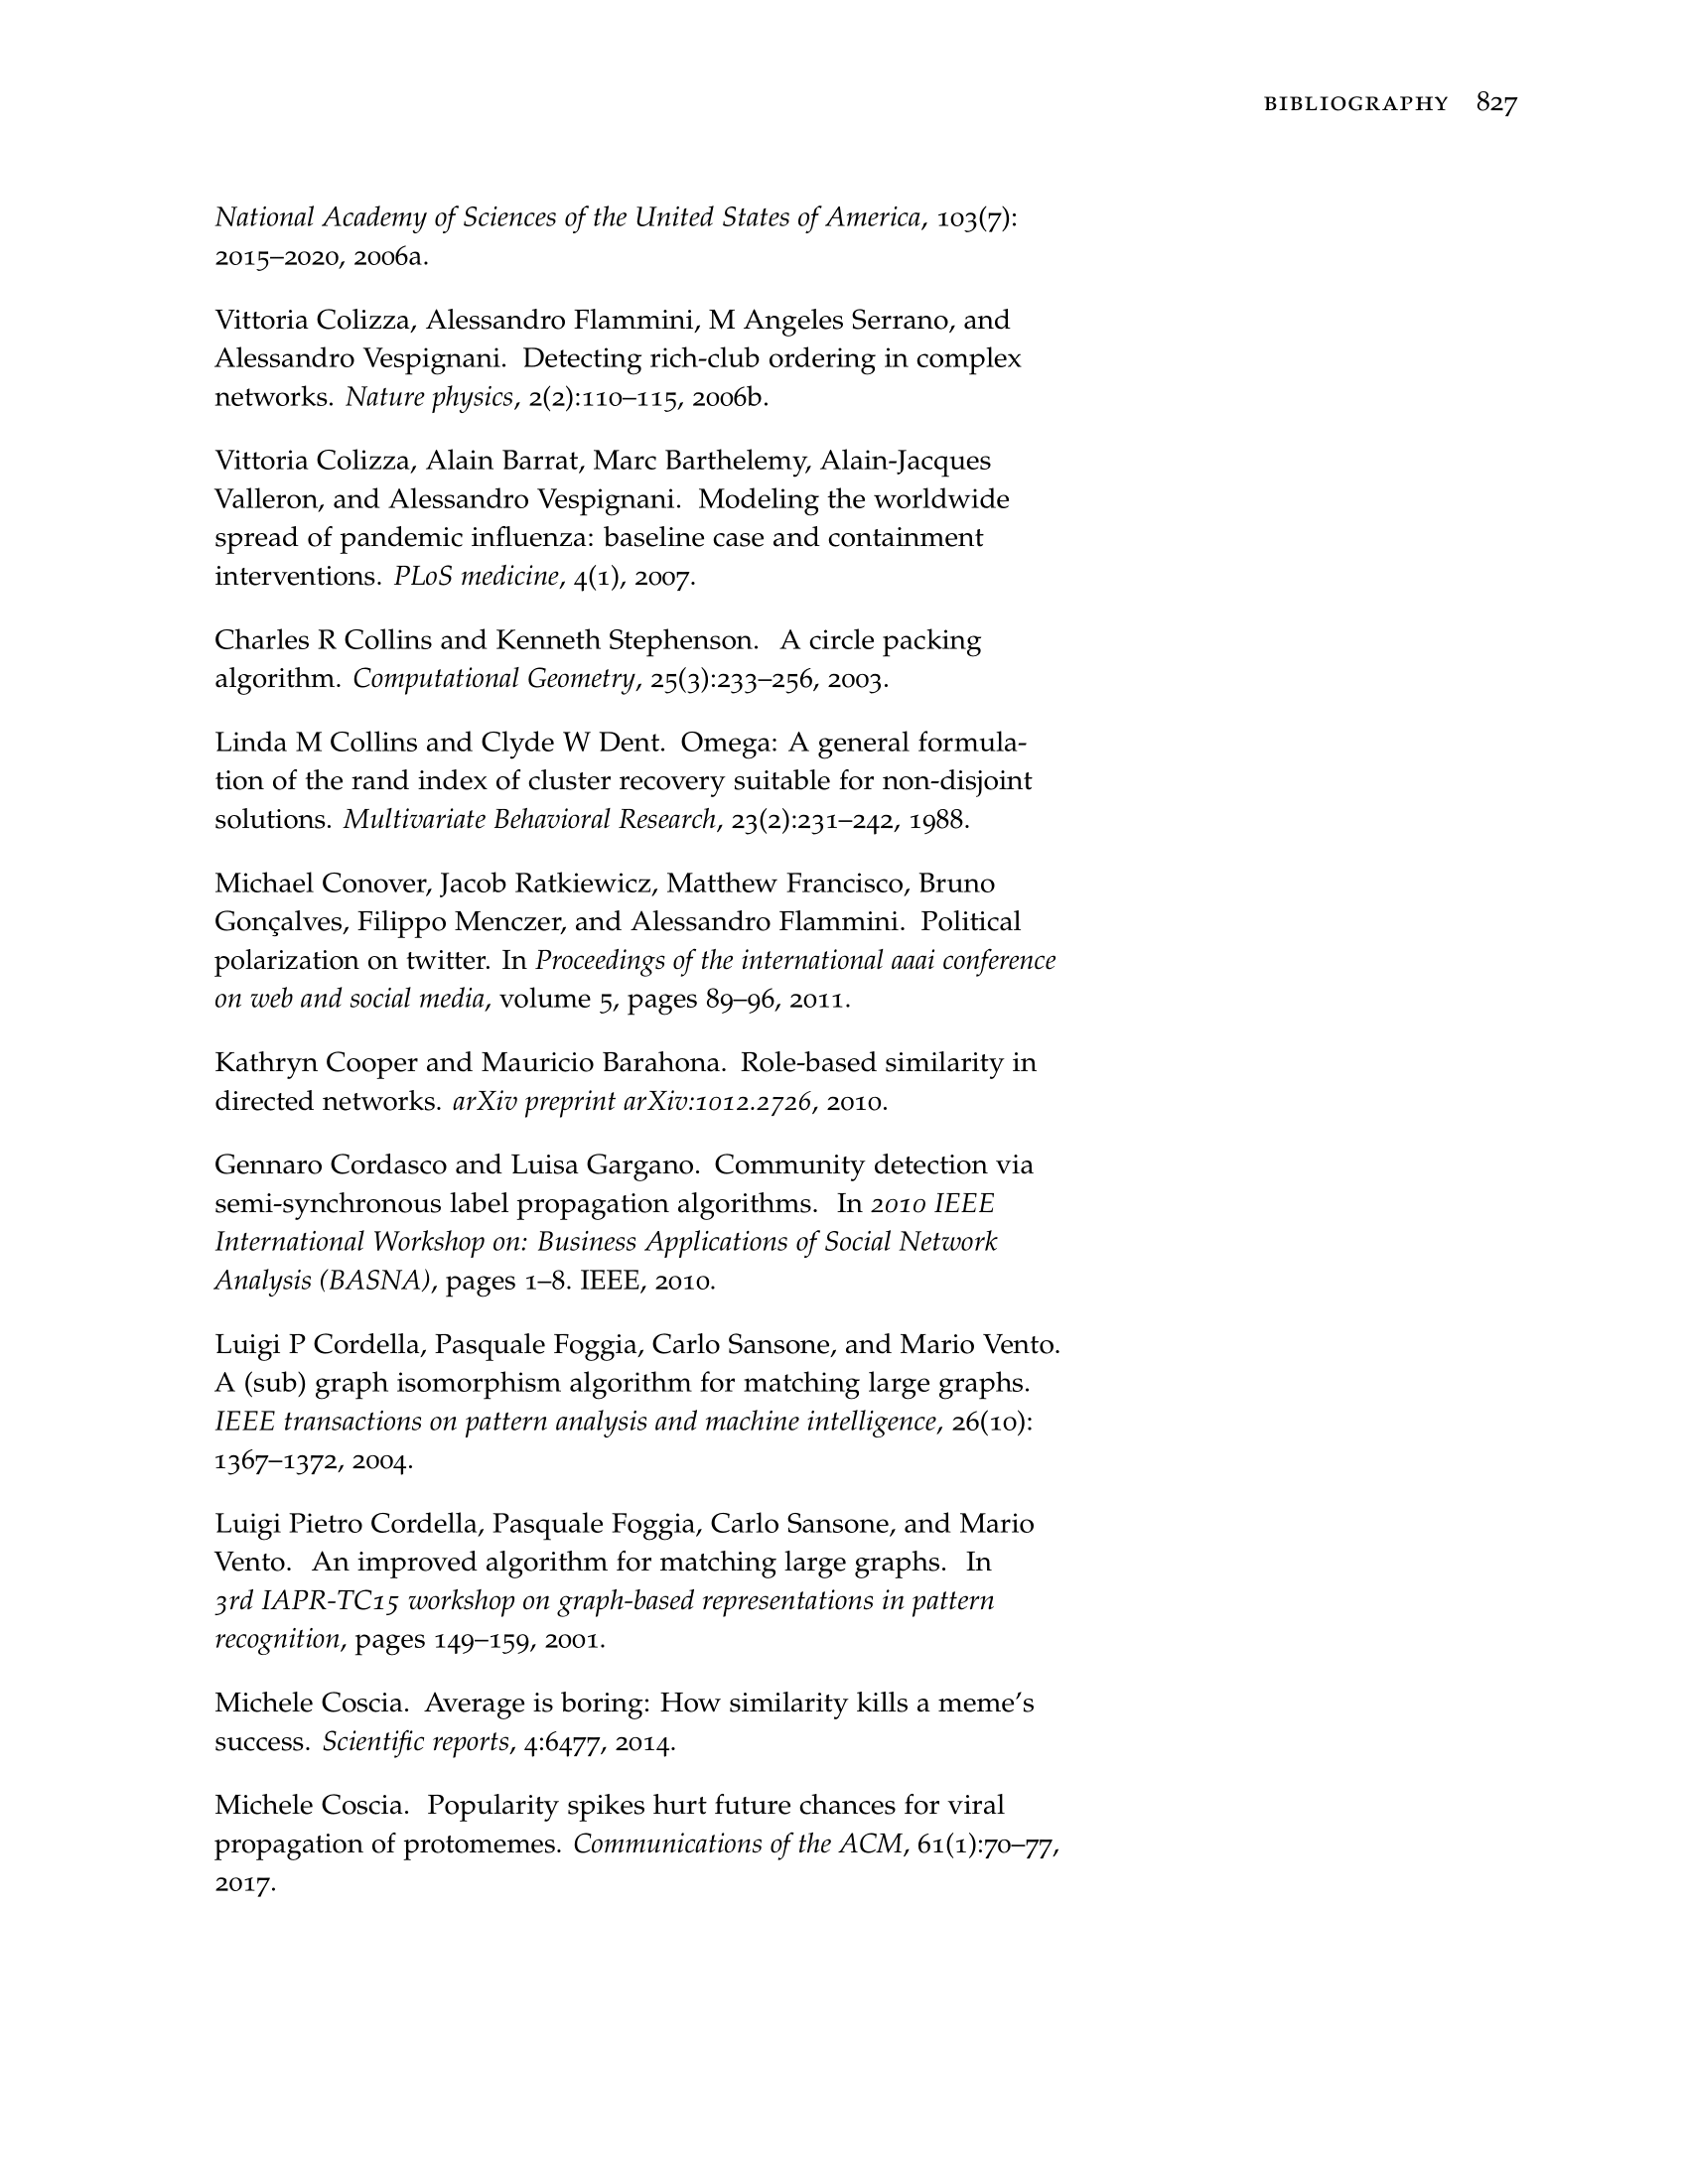 BIBLIOGRAPHY 827
National Academy of Sciences of the United States of America, 103(7):
2015–2020, 2006a.
Vittoria Colizza, Alessandro Flammini, M Angeles Serrano, and
Alessandro Vespignani. Detecting rich-club ordering in complex
networks. Nature physics, 2(2):110–115, 2006b.
Vittoria Colizza, Alain Barrat, Marc Barthelemy, Alain-Jacques
Valleron, and Alessandro Vespignani. Modeling the worldwide
spread of pandemic influenza: baseline case and containment
interventions. PLoS medicine, 4(1), 2007.
Charles R Collins and Kenneth Stephenson. A circle packing
algorithm. Computational Geometry, 25(3):233–256, 2003.
Linda M Collins and Clyde W Dent. Omega: A general formula-
tion of the rand index of cluster recovery suitable for non-disjoint
solutions. Multivariate Behavioral Research, 23(2):231–242, 1988.
Michael Conover, Jacob Ratkiewicz, Matthew Francisco, Bruno
Gonçalves, Filippo Menczer, and Alessandro Flammini. Political
polarization on twitter. In Proceedings of the international aaai conference
on web and social media, volume 5, pages 89–96, 2011.
Kathryn Cooper and Mauricio Barahona. Role-based similarity in
directed networks. arXiv preprint arXiv:1012.2726, 2010.
Gennaro Cordasco and Luisa Gargano. Community detection via
semi-synchronous label propagation algorithms. In 2010 IEEE
International Workshop on: Business Applications of Social Network
Analysis (BASNA), pages 1–8. IEEE, 2010.
Luigi P Cordella, Pasquale Foggia, Carlo Sansone, and Mario Vento.
A (sub) graph isomorphism algorithm for matching large graphs.
IEEE transactions on pattern analysis and machine intelligence, 26(10):
1367–1372, 2004.
Luigi Pietro Cordella, Pasquale Foggia, Carlo Sansone, and Mario
Vento. An improved algorithm for matching large graphs. In
3rd IAPR-TC15 workshop on graph-based representations in pattern
recognition, pages 149–159, 2001.
Michele Coscia. Average is boring: How similarity kills a meme's
success. Scientific reports, 4:6477, 2014.
Michele Coscia. Popularity spikes hurt future chances for viral
propagation of protomemes. Communications of the ACM, 61(1):70–77,
2017.